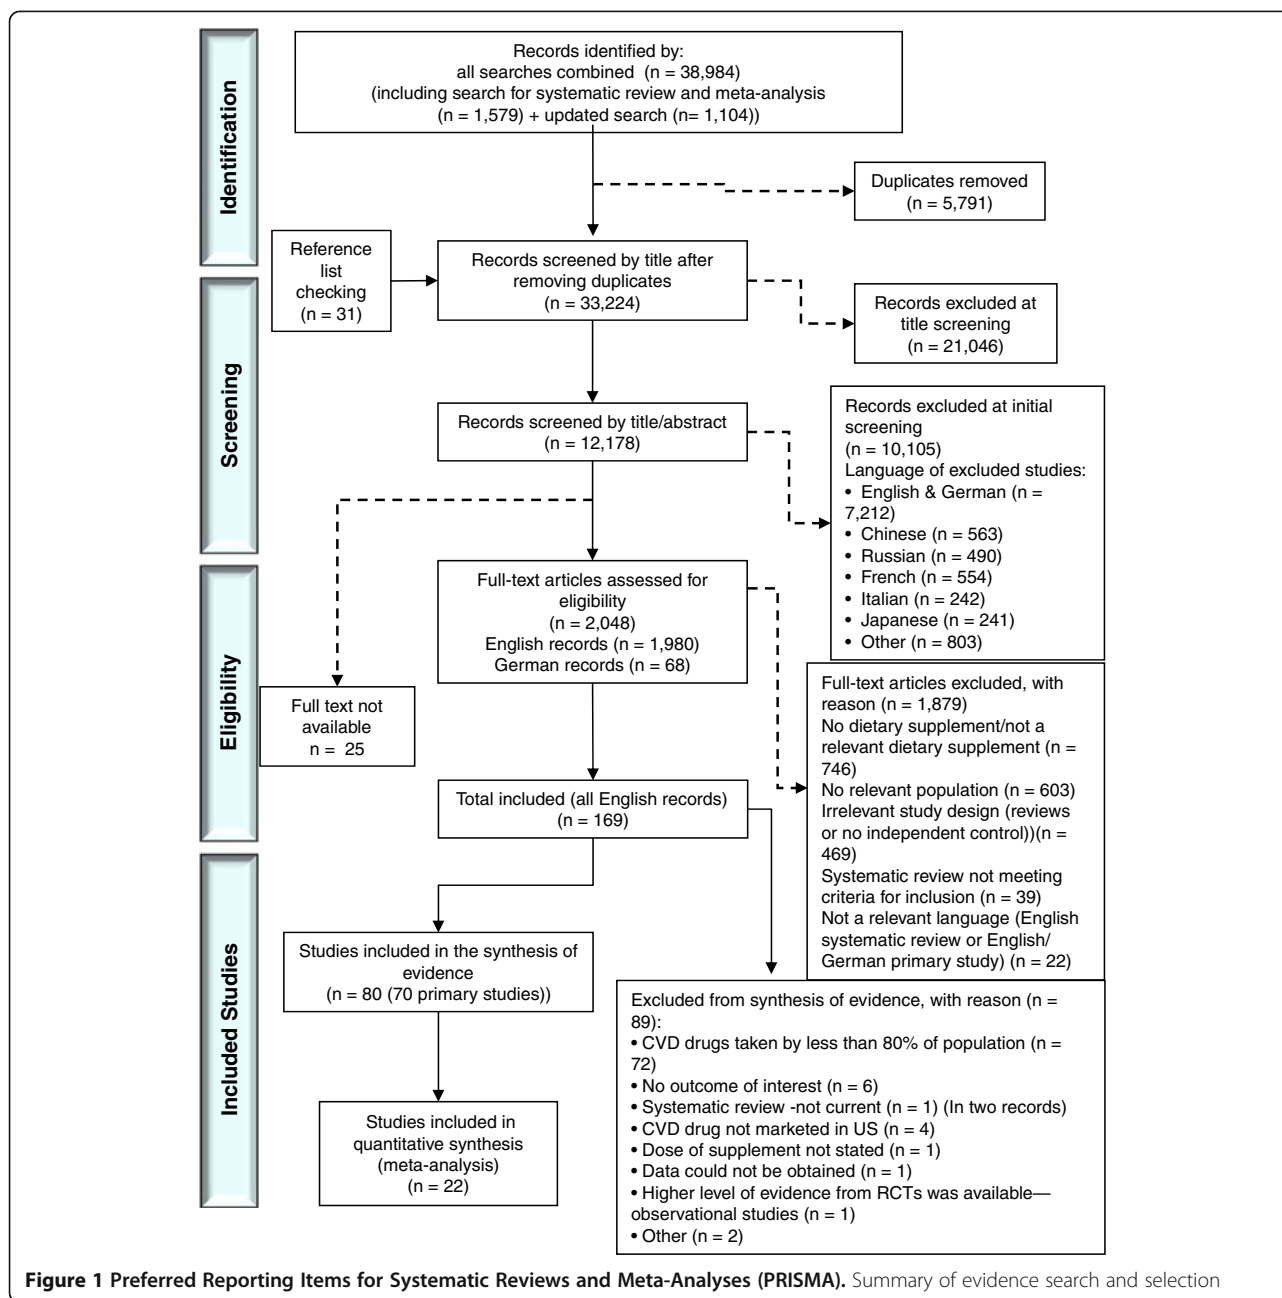 Identification
Records identified by:
all searches combined (n = 38,984)
(including search for systematic review and meta-analysis
(n = 1,579) + updated search (n= 1,104))
Duplicates removed
(n = 5,791)
Reference
list
checking
(n = 31)
Records screened by title after
removing duplicates
(n = 33,224)
Records excluded at
title screening
(n = 21,046)
Screening
Records screened by title/abstract
(n = 12,178)
Records excluded at initial
screening
(n = 10,105)
Language of excluded studies:
• English & German (n =
7,212)
• Chinese (n = 563)
• Russian (n = 490)
• French (n = 554)
• Italian (n = 242)
• Japanese (n = 241)
• Other (n = 803)
Eligibility
Full-text articles assessed for
eligibility
(n = 2,048)
English records (n = 1,980)
German records (n = 68)
Full text not
available
n = 25
Full-text articles excluded, with
reason (n = 1,879)
No dietary supplement/not a
relevant dietary supplement (n =
746)
No relevant population (n = 603)
Irrelevant study design (reviews
or no independent control))(n =
469)
Systematic review not meeting
criteria for inclusion (n = 39)
Not a relevant language (English
systematic review or English/
German primary study) (n = 22)
Total included (all English records)
(n = 169)
Included Studies
Studies included in the synthesis of
evidence
(n = 80 (70 primary studies))
Excluded from synthesis of evidence, with reason (n =
89):
• CVD drugs taken by less than 80% of population (n =
72)
• No outcome of interest (n = 6)
• Systematic review -not current (n = 1) (In two records)
• CVD drug not marketed in US (n = 4)
• Dose of supplement not stated (n = 1)
• Data could not be obtained (n = 1)
• Higher level of evidence from RCTs was available—
observational studies (n = 1)
• Other (n = 2)
Studies included in
quantitative synthesis
(meta-analysis)
(n = 22)
Figure 1 Preferred Reporting Items for Systematic Reviews and Meta-Analyses (PRISMA). Summary of evidence search and selection